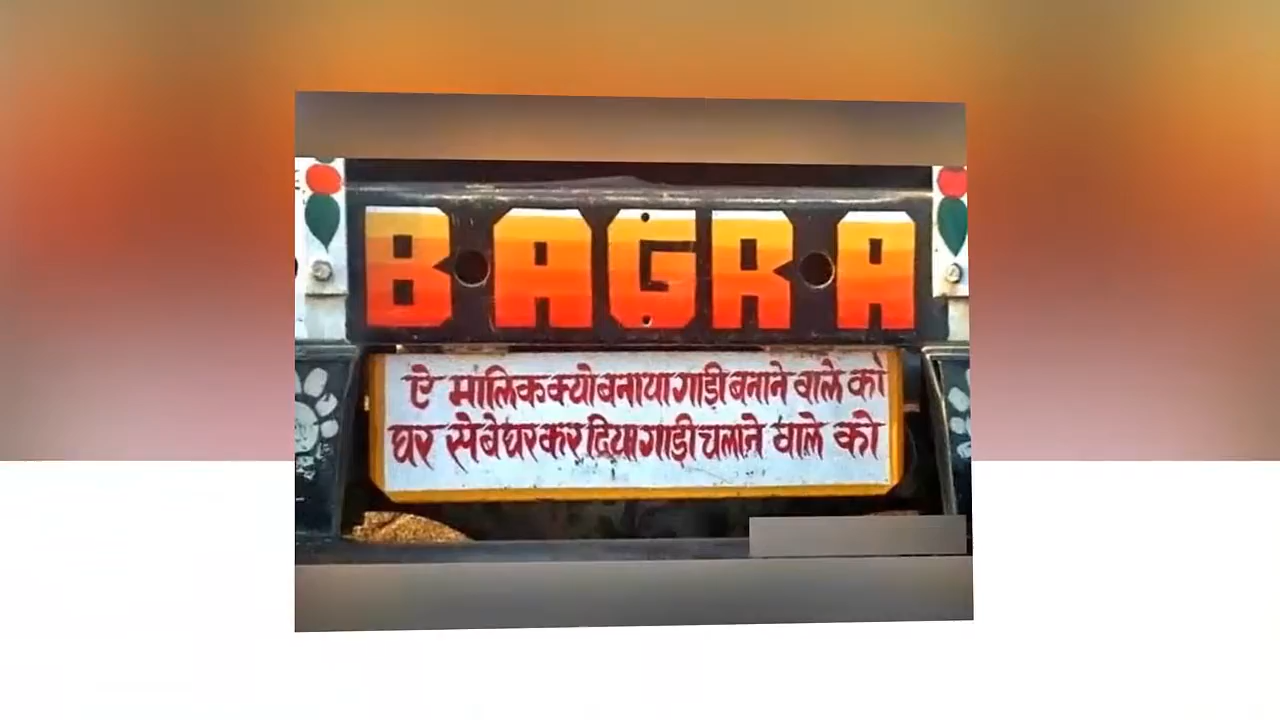 BAGRA
ऐ मालिक क्यो बनाया गाड़ी बनाने वाले को
घर से बेघर कर दिया गाड़ी चलाने वाले को